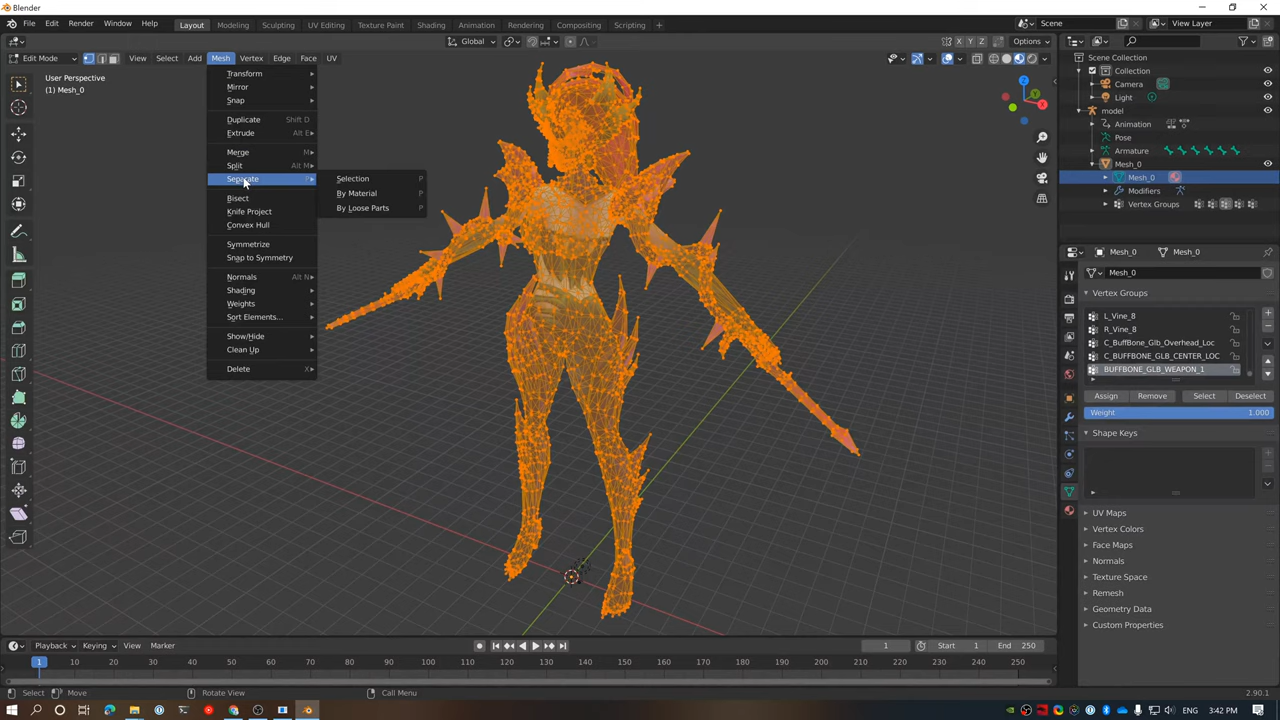 Blender
File Edit Render Window Help Layout Modeling Sculpting UV Editing Texture Paint Shading Animation Rendering Compositing Scripting + Scene View Layer
Global X Y Z Options
Edit Mode View Select Add Mesh Vertex Edge Face UV
User Perspective
(1) Mesh_0
Transform
Mirror
Snap
Duplicate Shift D
Extrude Alt E
Merge M
Split Alt M
Separate P
Bisect
Knife Project
Convex Hull
Symmetrize
Snap to Symmetry
Normals Alt N
Shading
Weights
Sort Elements...
Show/Hide
Clean Up
Delete X
Selection P
By Material P
By Loose Parts P
Z
Y
X
Scene Collection
Collection
Camera
Light
model
Animation
Pose
Armature
Mesh_0
Mesh_0
Modifiers
Vertex Groups
Mesh_0 Mesh_0
Mesh_0
Vertex Groups
L_Vine_8
R_Vine_8
C_BuffBone_Glb_Overhead_Loc
C_BUFFBONE_GLB_CENTER_LOC
BUFFBONE_GLB_WEAPON_1
Assign Remove Select Deselect
Weight 1.000
Shape Keys
UV Maps
Vertex Colors
Face Maps
Normals
Texture Space
Remesh
Geometry Data
Custom Properties
Playback Keying View Marker 1 Start 1 End 250
1 10 20 30 40 50 60 70 80 90 100 110 120 130 140 150 160 170 180 190 200 210 220 230 240 250
Select Move Rotate View Call Menu 2.90.1
ENG 3:42 PM